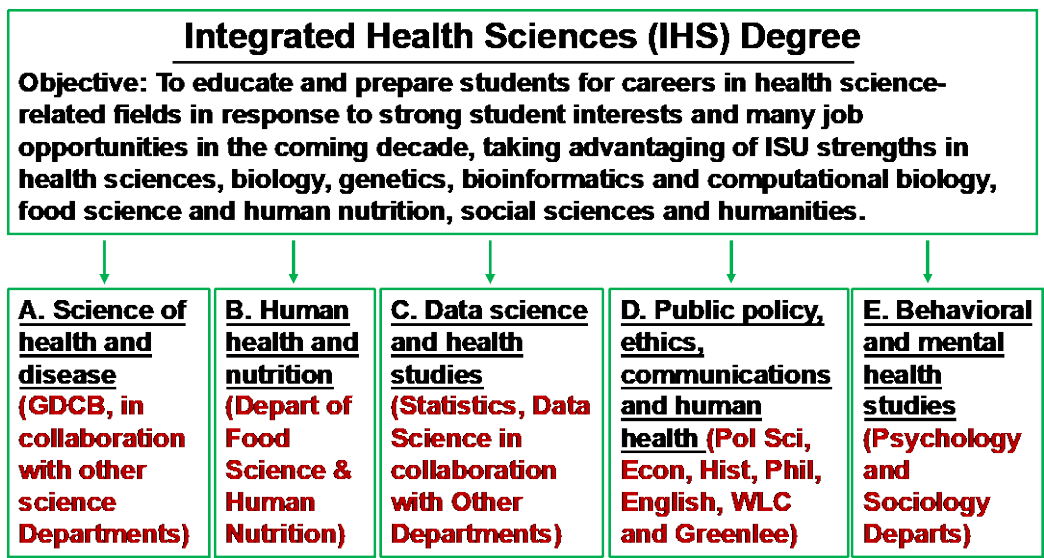 Integrated Health Sciences (IHS) Degree
Objective: To educate and prepare students for careers in health science-
related fields in response to strong student interests and many job
opportunities in the coming decade, taking advantaging of ISU strengths in
health sciences, biology, genetics, bioinformatics and computational biology,
food science and human nutrition, social sciences and humanities.
A. Science of
health and
disease
(GDCB, in
collaboration
with other
science
Departments)
B. Human
health and
nutrition
(Depart of
Food
Science &
Human
Nutrition)
C. Data science
and health
studies
(Statistics, Data
Science in
collaboration
with Other
Departments)
D. Public policy,
ethics,
communications
and human
health (Pol Sci,
Econ, Hist, Phil,
English, WLC
and Greenlee)
E. Behavioral
and mental
health
studies
(Psychology
and
Sociology
Departs)